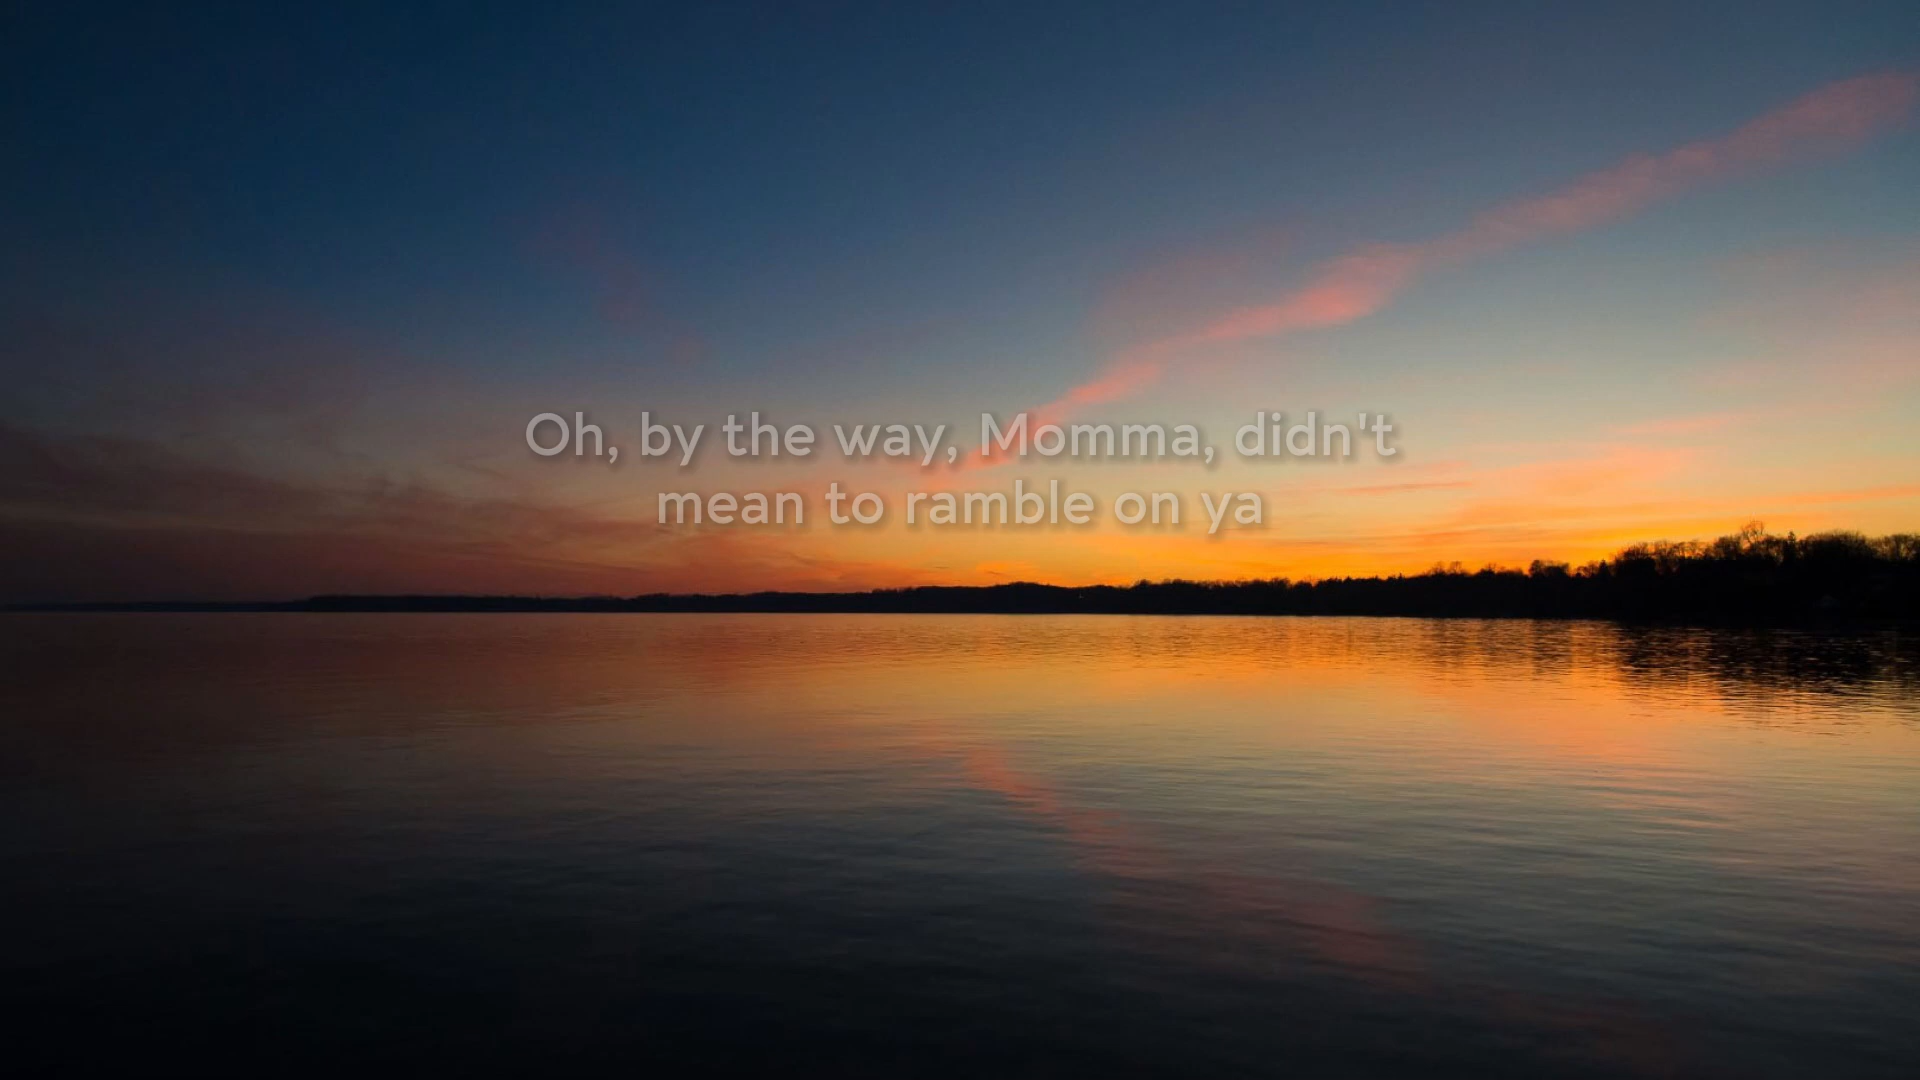 Oh, by the way, Momma, didn't
mean to ramble on ya